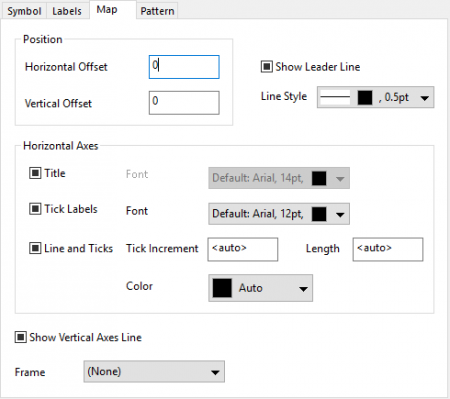 Symbol Labels Map Pattern
Position
Horizontal Offset 0
Vertical Offset 0
Show Leader Line
Line Style , 0.5pt
Horizontal Axes
Title Font Default: Arial, 14pt,
Tick Labels Font Default: Arial, 12pt,
Line and Ticks Tick Increment <auto> Length <auto>
Color Auto
Show Vertical Axes Line
Frame (None)